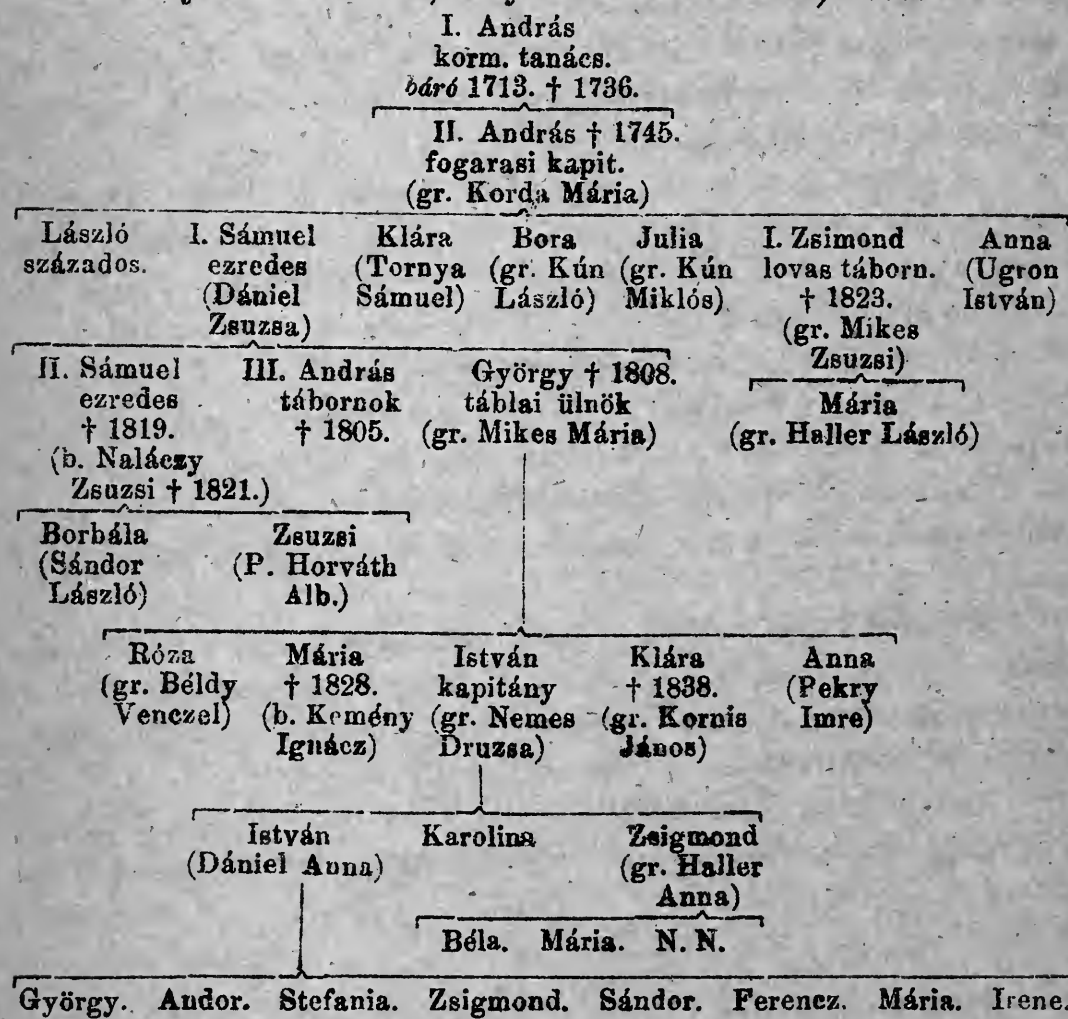 I. András
korm. tanács.
báró 1713. † 1736.
II. András † 1745.
fogarasi kapit.
(gr. Korda Mária)
László I. Sámuel Klára Bora Julia I. Zsimond Anna
százados. ezredes (Tornya (gr. Kún (gr. Kún lovas táborn. (Ugron
(Dániel Sámuel) László) Miklós) † 1823. István)
Zsuzsa) (gr. Mikes
Zsuzsi)
II. Sámuel III. András György † 1808. Mária
ezredes tábornok táblai ülnök (gr. Haller László)
† 1819. † 1805. (gr. Mikes Mária)
(b. Naláczy
Zsuzsi † 1821.)
Borbála Zsuzsi
(Sándor (P. Horváth
László) Alb.)
Róza Mária István Klára Anna
(gr. Béldy † 1828. kapitány † 1838. (Pekry
Venczel) (b. Kemény (gr. Nemes (gr. Kornis Imre)
Ignácz) Druzsa) János)
István Karolina Zsigmond
(Dániel Anna) (gr. Haller
Anna)
Béla. Mária. N. N.
György. Andor. Stefania. Zsigmond. Sándor. Ferencz. Mária. Irene.